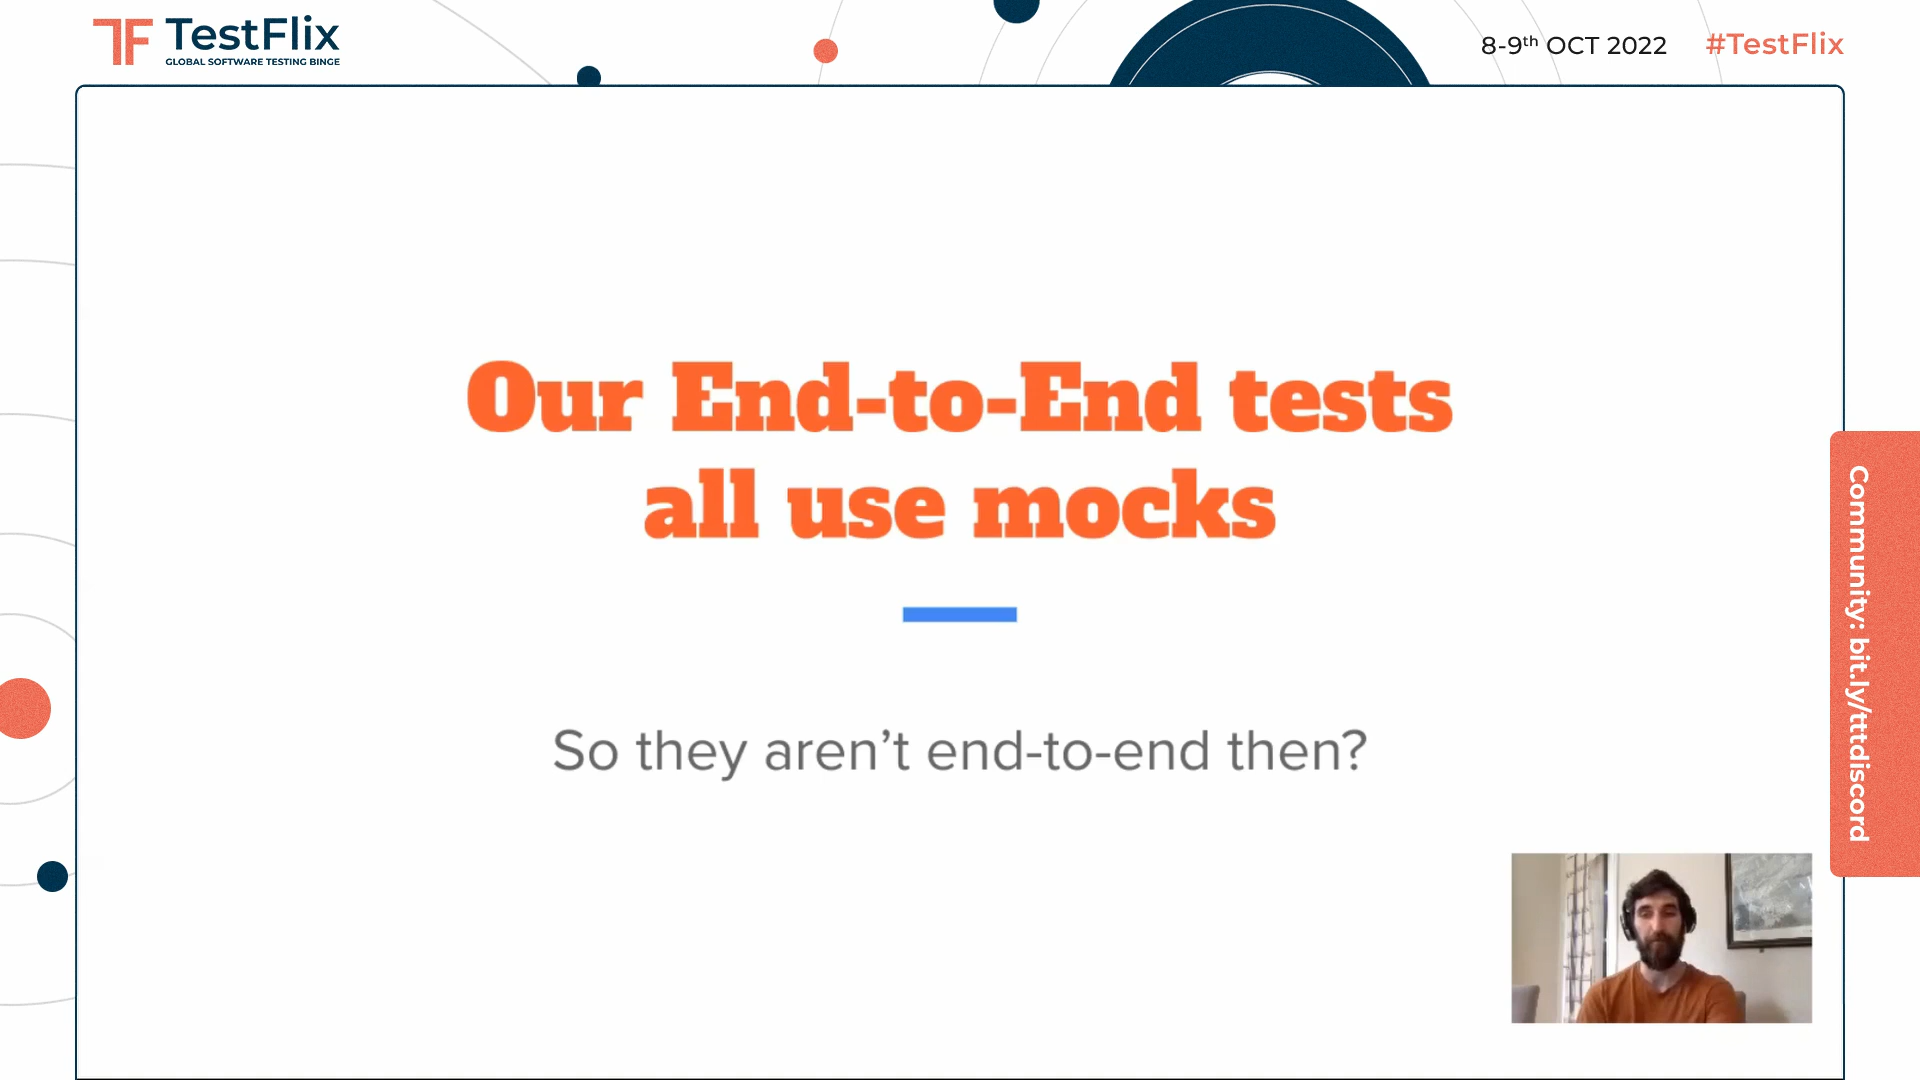 TestFlix
GLOBAL SOFTWARE TESTING BINGE
8-9th OCT 2022
#TestFlix
Our End-to-End tests
all use mocks
So they aren’t end-to-end then?
Community: bit.ly/tttdiscord